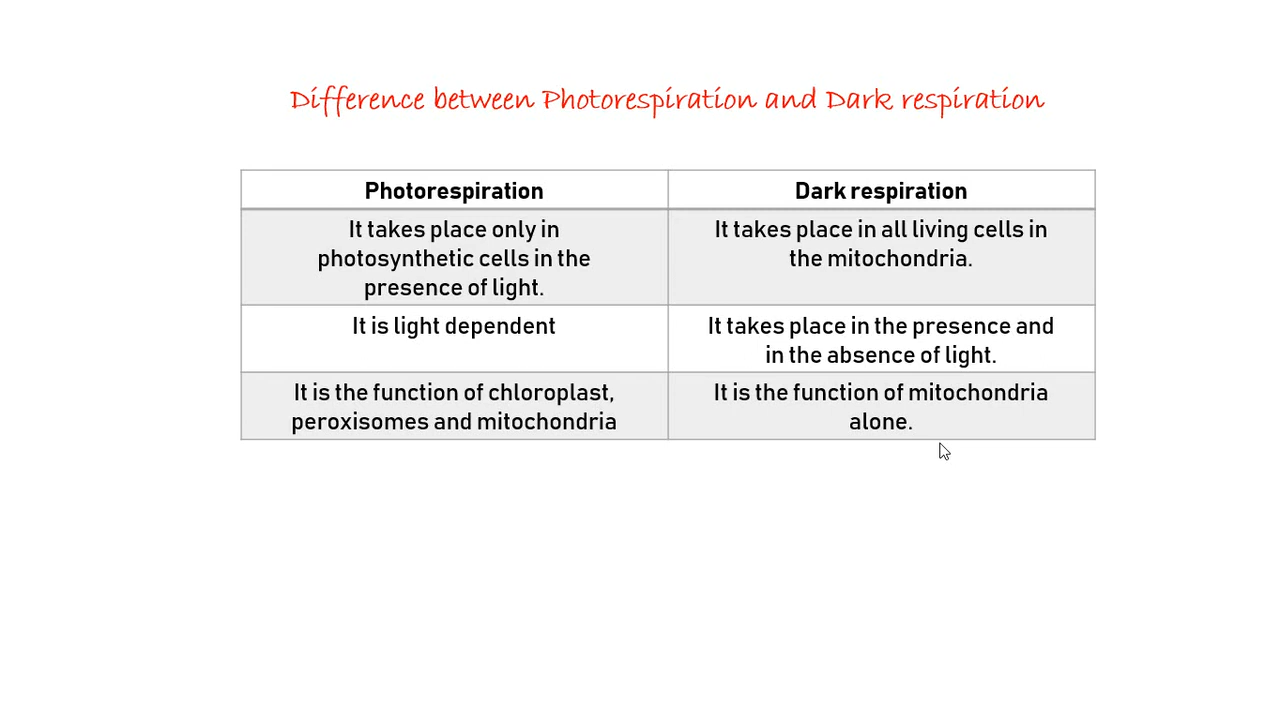 Difference between Photorespiration and Dark respiration
Photorespiration
Dark respiration
It takes place only in
photosynthetic cells in the
presence of light.
It takes place in all living cells in
the mitochondria.
It is light dependent
It takes place in the presence and
in the absence of light.
It is the function of chloroplast,
peroxisomes and mitochondria
It is the function of mitochondria
alone.